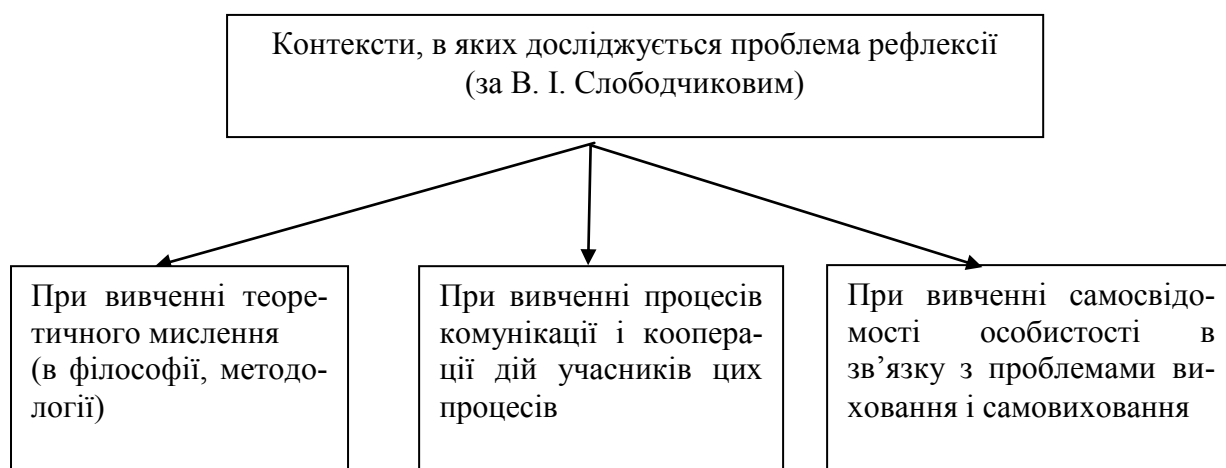 Контексти, в яких досліджується проблема рефлексії
(за В. І. Слободчиковим)
При вивченні теоре-
тичного мислення
(в філософії, методо-
логії)
При вивченні процесів
комунікації і коопера-
ції дій учасників цих
процесів
При вивченні самосвідо-
мості особистості в
зв’язку з проблемами ви-
ховання і самовиховання